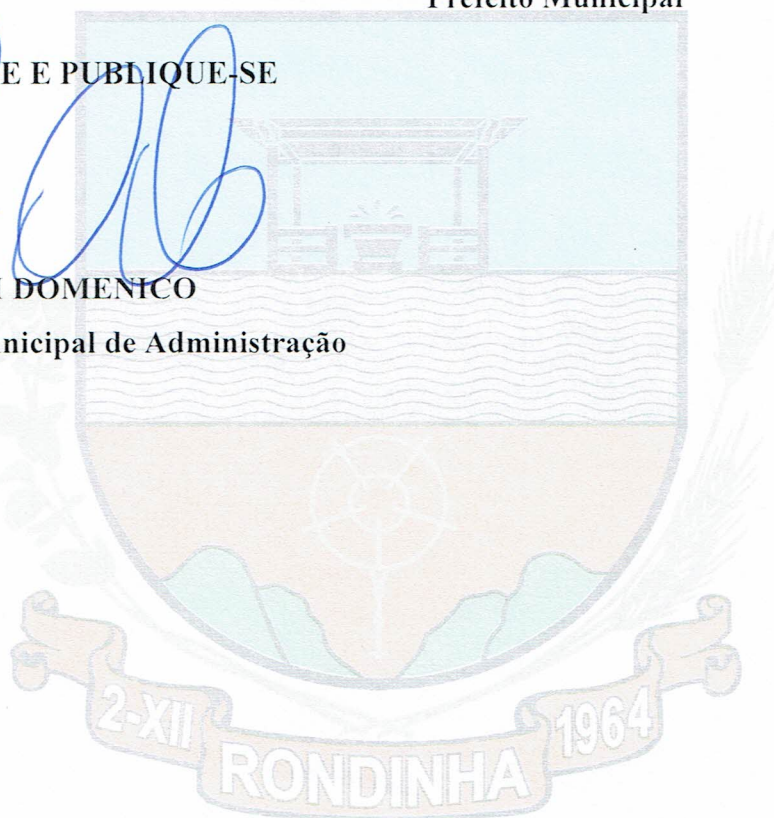 Prefeito Municipal
E E PUBLIQUE-SE
I DOMENICO
nicipal de Administração
2-XII
RONDINHA
1964